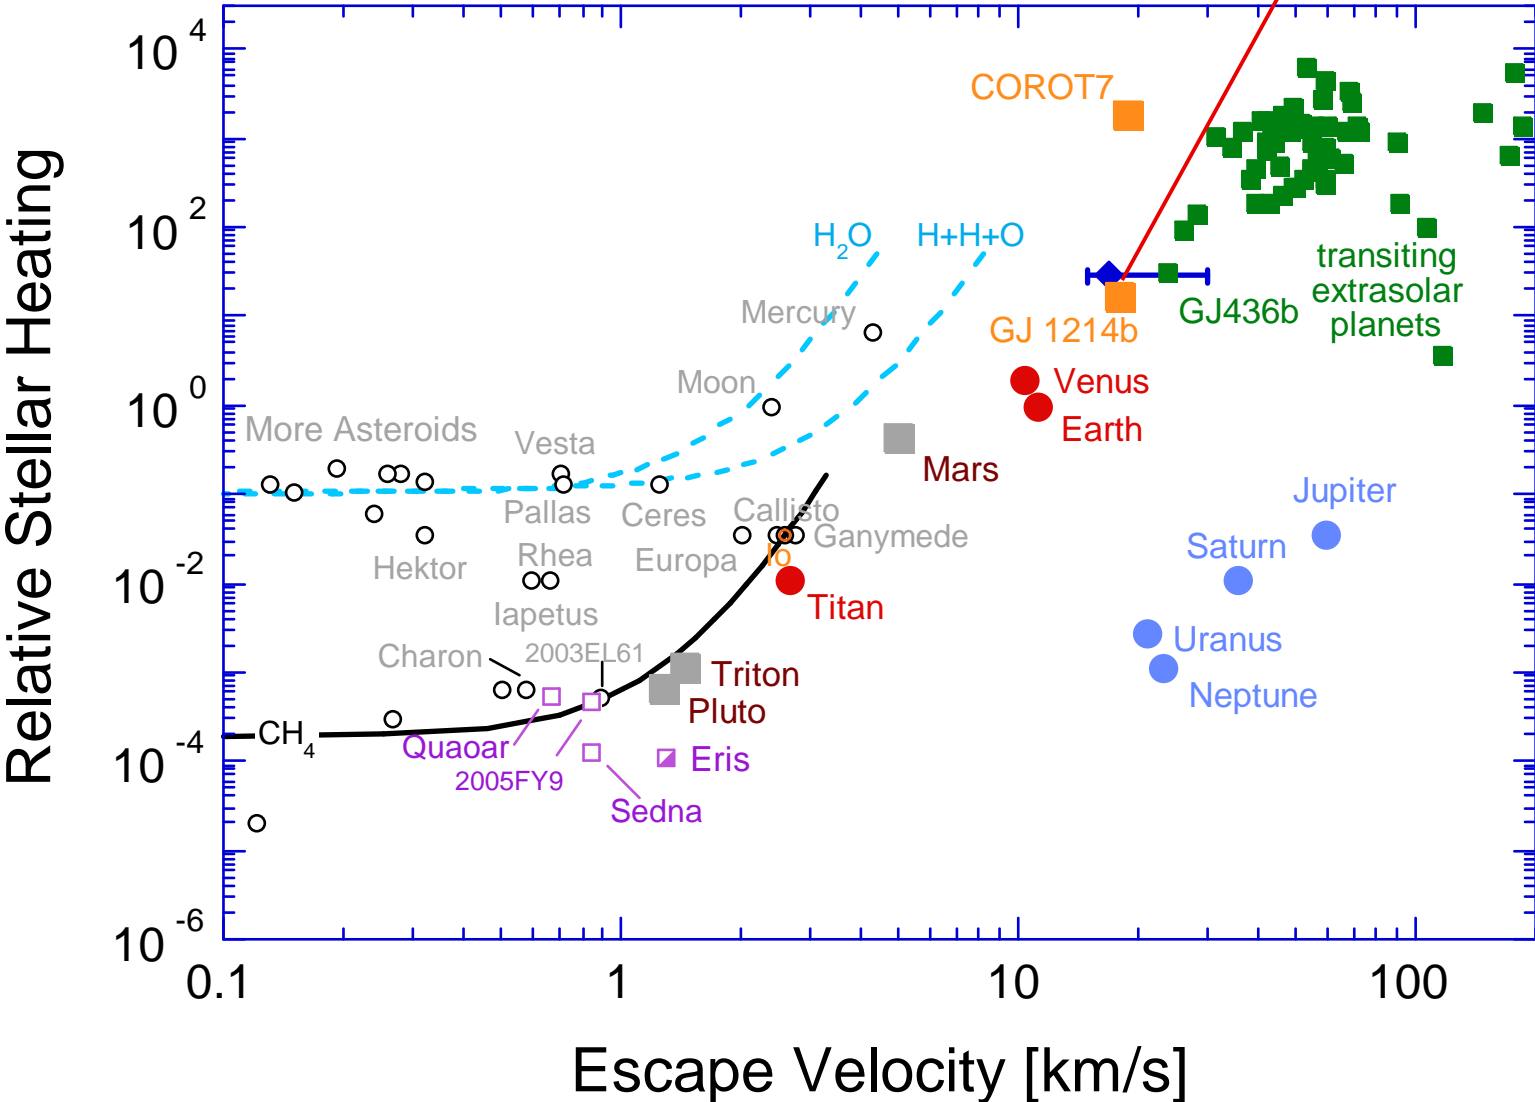 10^4
COROT7
10^2
H₂O
H+H+O
transiting
extrasolar
planets
Mercury
GJ 1214b
GJ436b
Moon
Venus
10^0
Earth
More Asteroids
Vesta
Mars
Jupiter
Pallas
Ceres
Callisto
Ganymede
Hektor
Rhea
Europa
Io
Saturn
10^-2
Iapetus
Titan
Uranus
Charon
2003EL61
Triton
Neptune
Pluto
CH₄
Quaoar
2005FY9
Eris
10^-4
Sedna
10^-6
0.1
1
10
100
Relative Stellar Heating
Escape Velocity [km/s]